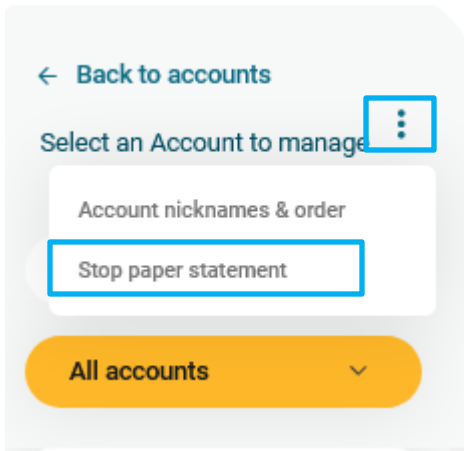 Back to accounts
Select an Account to manage
Account nicknames & order
Stop paper statement
All accounts